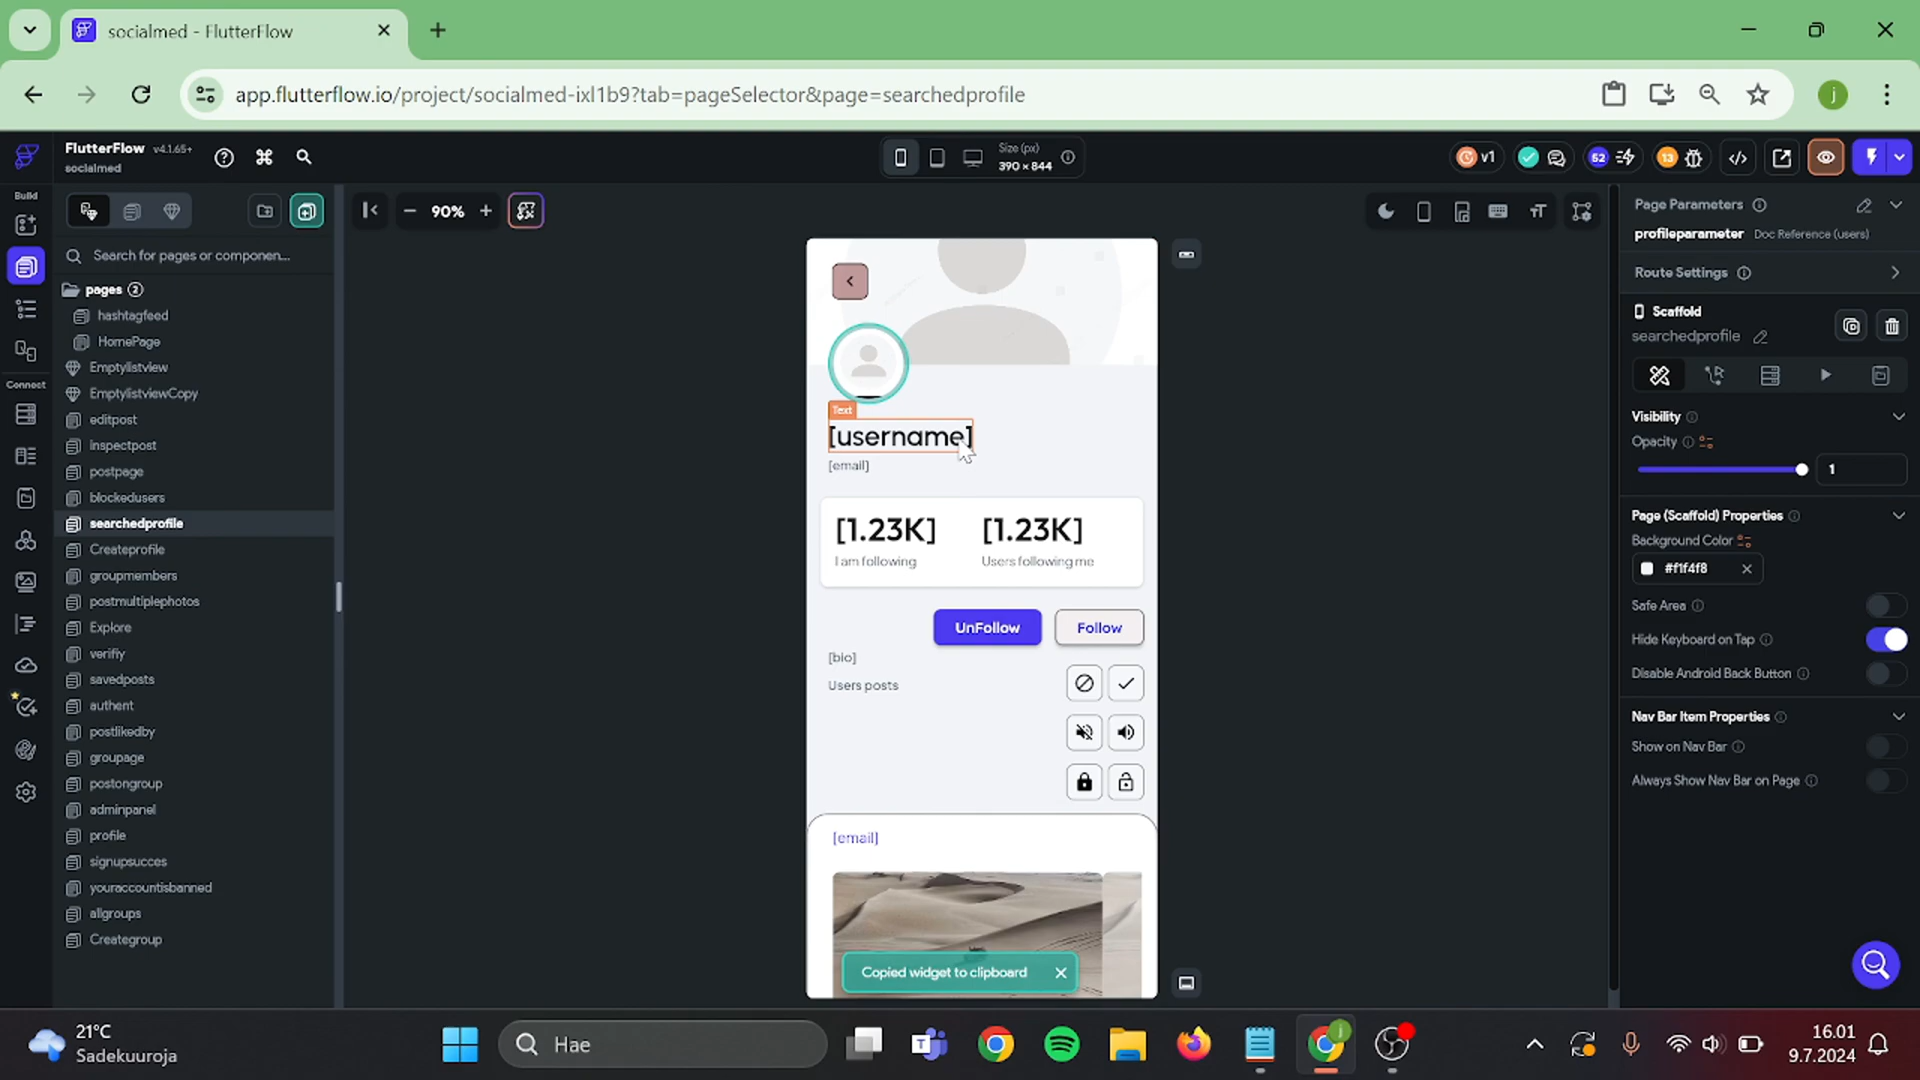 socialmed - FlutterFlow
app.flutterflow.io/project/socialmed-ixl1b9?tab=pageSelector&page=searchedprofile
j
FlutterFlow v4.1.65+
socialmed
Size (px)
390 × 844
v1
52
13
Build
Connect
90%
Search for pages or componen...
pages 2
hashtagfeed
HomePage
Emptylistview
EmptylistviewCopy
editpost
inspectpost
postpage
blockedusers
searchedprofile
Createprofile
groupmembers
postmultiplephotos
Explore
verifiy
savedposts
authent
postlikedby
groupage
postongroup
adminpanel
profile
signupsucces
youraccountisbanned
allgroups
Creategroup
Text
[username]
[email]
[1.23K] [1.23K]
I am following Users following me
UnFollow Follow
[bio]
Users posts
[email]
Copied widget to clipboard
Page Parameters
profileparameter Doc Reference (users)
Route Settings
Scaffold
searchedprofile
Visibility
Opacity
1
Page (Scaffold) Properties
Background Color
#f1f4f8
Safe Area
Hide Keyboard on Tap
Disable Android Back Button
Nav Bar Item Properties
Show on Nav Bar
Always Show Nav Bar on Page
21°C
Sadekuuroja
Hae
j
16.01
9.7.2024